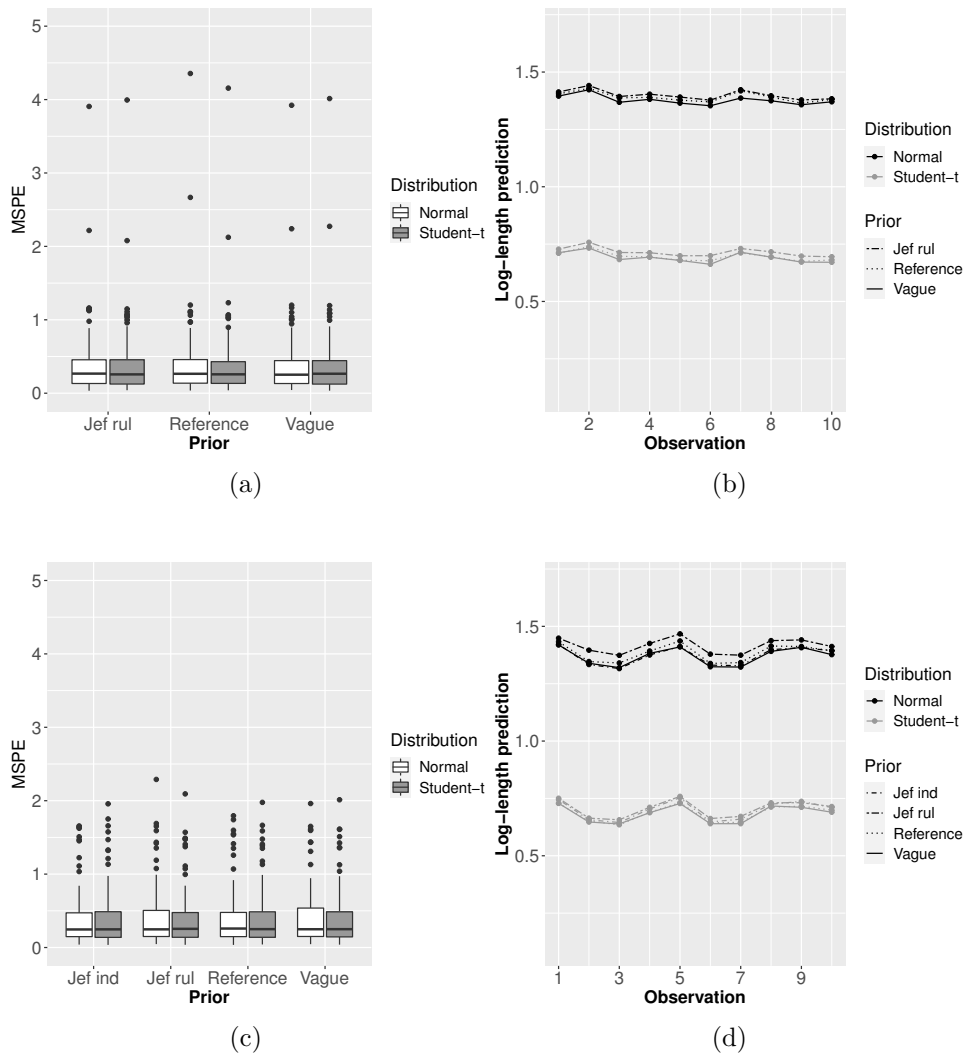 5
4
3
2
1
0
MSPE
Jef rul
Reference
Vague
Prior
Distribution
Normal
Student−t
(a)
1.5
1.0
0.5
Log−length prediction
2
4
6
8
10
Observation
Distribution
Normal
Student−t
Prior
Jef rul
Reference
Vague
(b)
5
4
3
2
1
0
MSPE
Jef ind
Jef rul
Reference
Vague
Prior
Distribution
Normal
Student−t
(c)
1.5
1.0
0.5
Log−length prediction
1
3
5
7
9
Observation
Distribution
Normal
Student−t
Prior
Jef ind
Jef rul
Reference
Vague
(d)